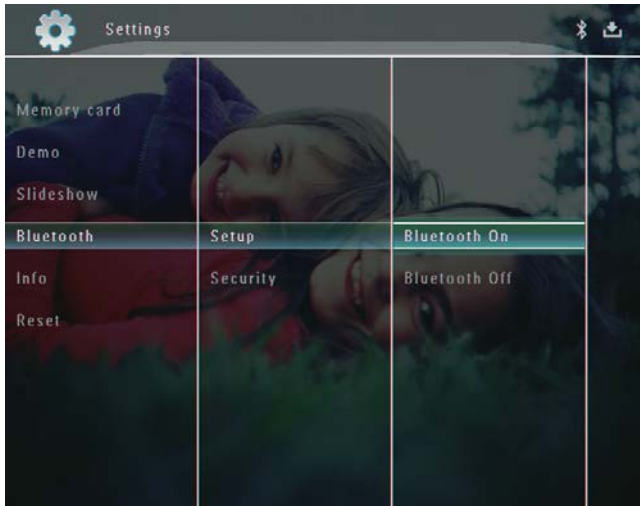 Settings
Memory card
Demo
Slideshow
Bluetooth
Info
Reset
Setup
Security
Bluetooth On
Bluetooth Off